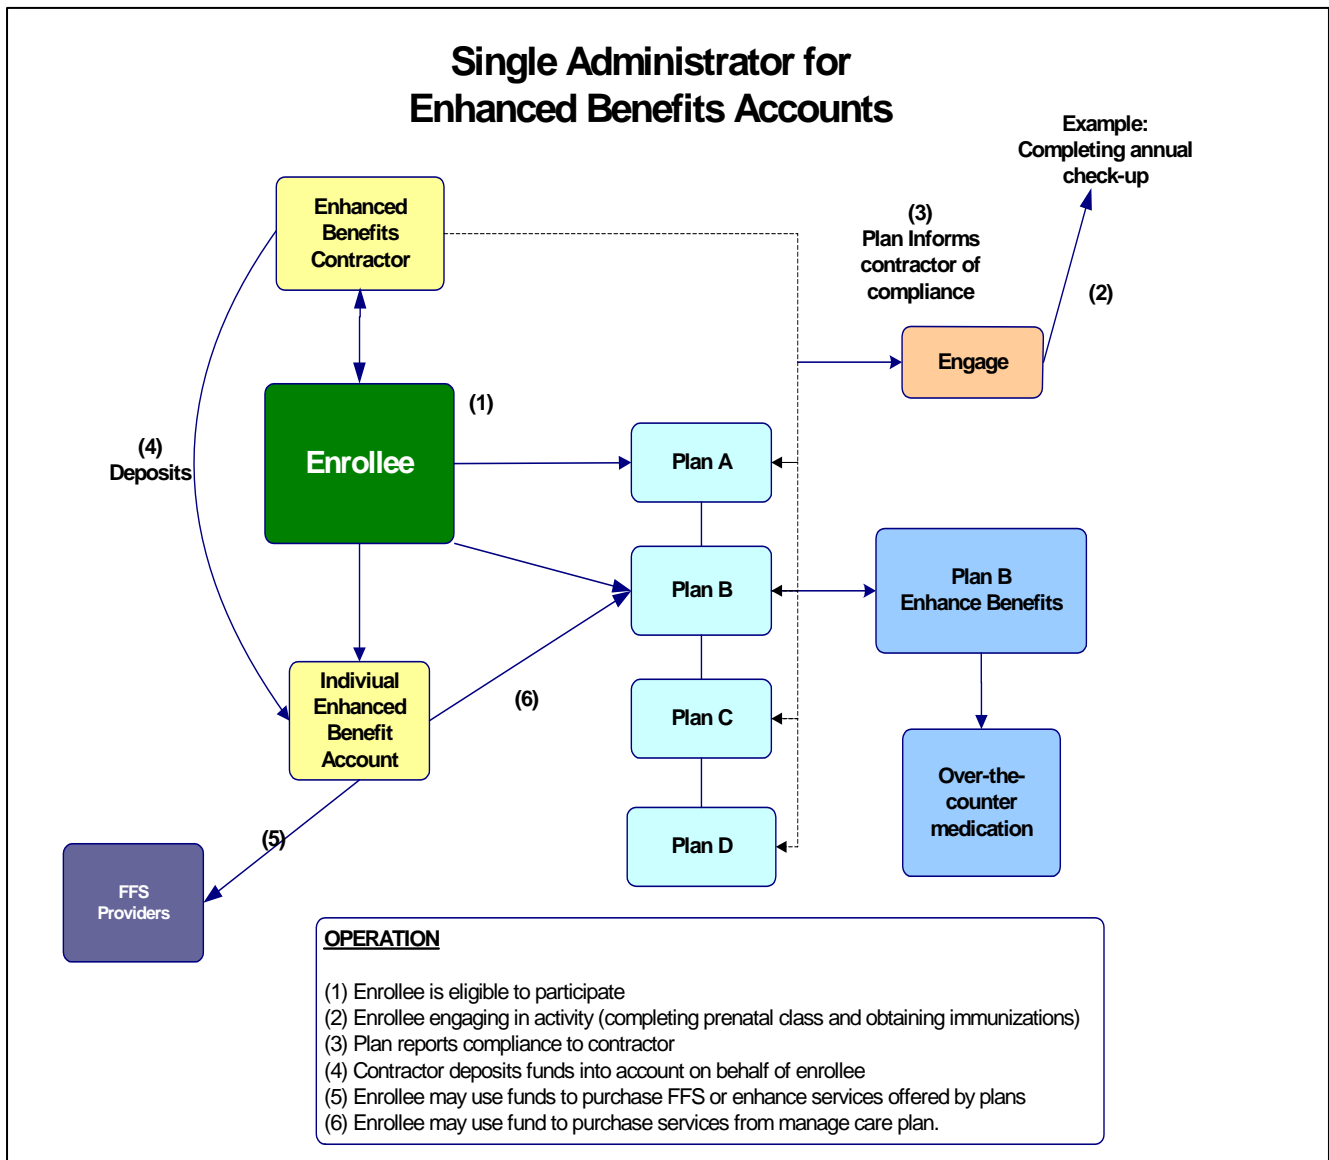 Single Administrator for
Enhanced Benefits Accounts
Example:
Completing annual
check-up
Enhanced
Benefits
Contractor
(3)
Plan Informs
contractor of
compliance
(2)
Engage
(1)
Enrollee
Plan A
(4)
Deposits
Plan B
Plan B
Enhance Benefits
Indiviual
Enhanced
Benefit
Account
(6)
Plan C
Over-the-
counter
medication
Plan D
(5)
FFS
Providers
OPERATION
(1) Enrollee is eligible to participate
(2) Enrollee engaging in activity (completing prenatal class and obtaining immunizations)
(3) Plan reports compliance to contractor
(4) Contractor deposits funds into account on behalf of enrollee
(5) Enrollee may use funds to purchase FFS or enhance services offered by plans
(6) Enrollee may use fund to purchase services from manage care plan.